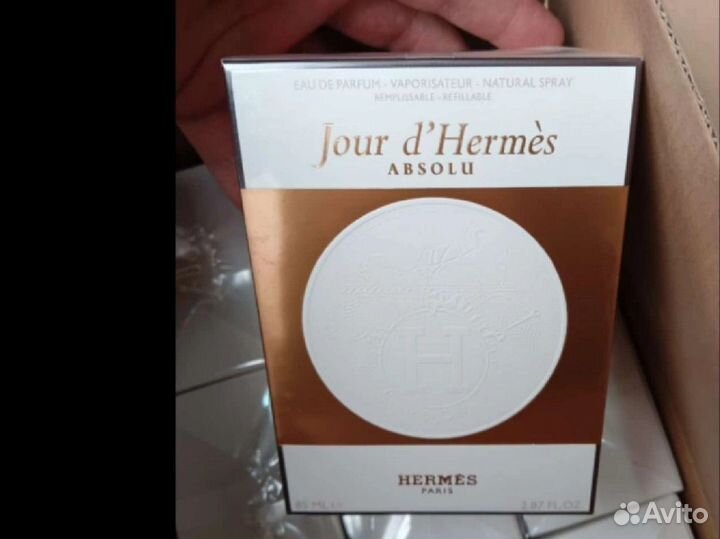 EAU DE PARFUM - VAPORISATEUR - NATURAL SPRAY
REMPLISSABLE - REFILLABLE
Jour d'Hermès
ABSOLU
H
HERMÈS
PARIS
85 ML ℮ 2.87 FL.OZ
Avito